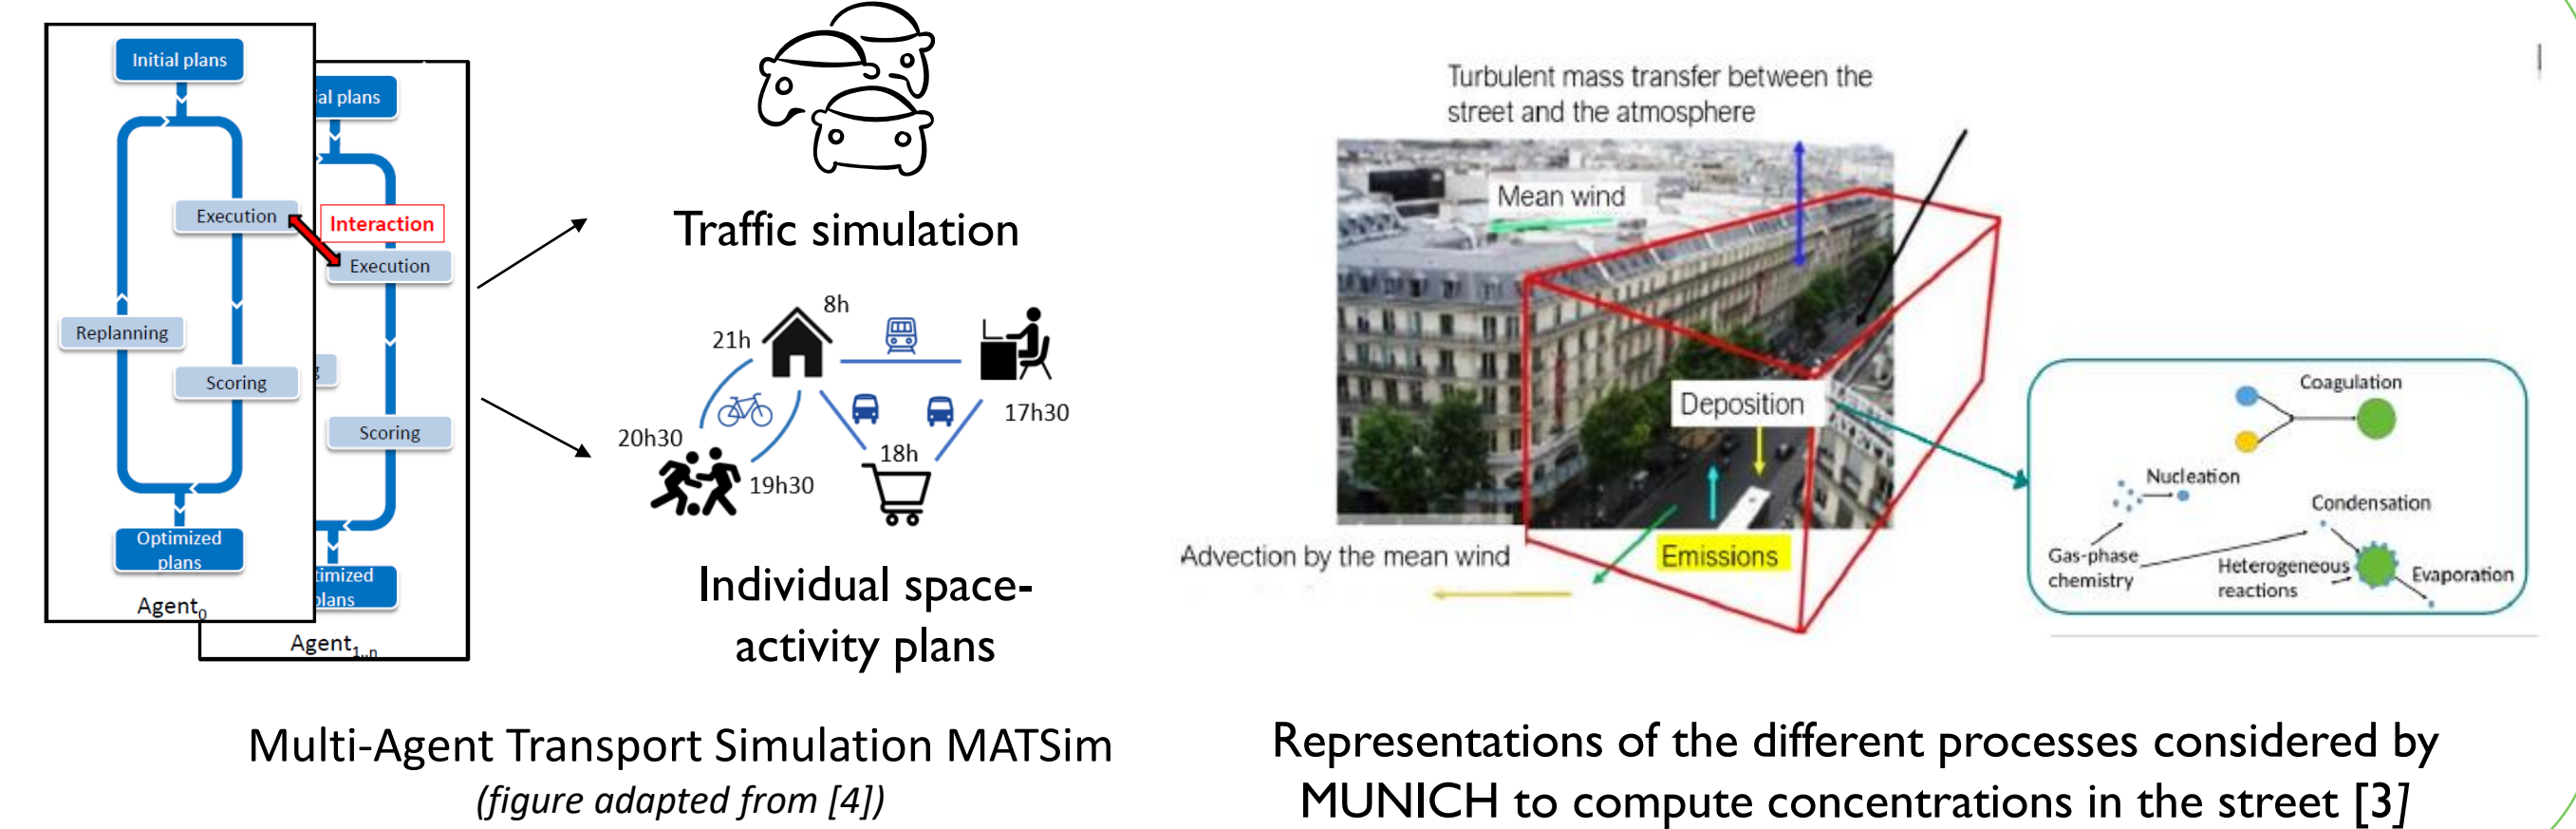 Initial plans
Execution
Replanning
Scoring
Optimized
plans
Agent0
ial plans
Interaction
Execution
Scoring
timized
plans
Agent1..n
Traffic simulation
8h
21h
17h30
20h30
18h
19h30
Individual space-
activity plans
Multi-Agent Transport Simulation MATSim
(figure adapted from [4])
Turbulent mass transfer between the
street and the atmosphere
Mean wind
Deposition
Advection by the mean wind
Emissions
Coagulation
Nucleation
Condensation
Gas-phase
chemistry
Heterogeneous
reactions
Evaporation
Representations of the different processes considered by
MUNICH to compute concentrations in the street [3]